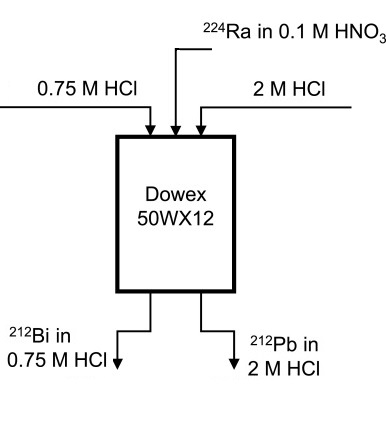 ²²⁴Ra in 0.1 M HNO₃
0.75 M HCl
2 M HCl
Dowex
50WX12
²¹²Bi in
0.75 M HCl
²¹²Pb in
2 M HCl